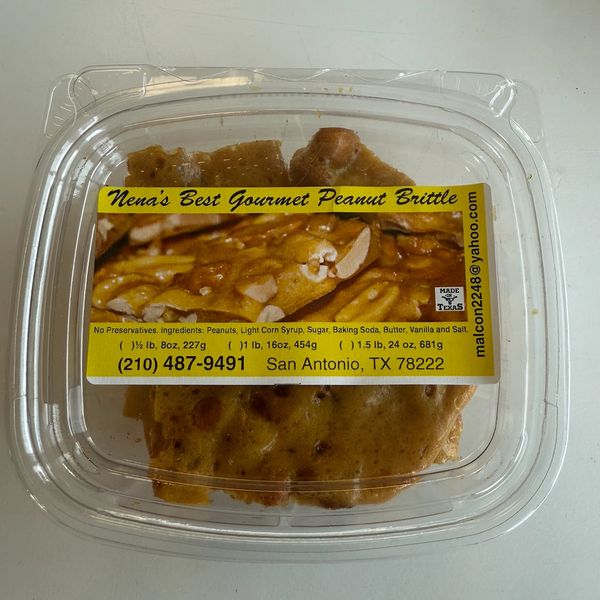 Nena's Best Gourmet Peanut Brittle
MADE
IN
TEXAS
malcon2248@yahoo.com
No Preservatives. Ingredients: Peanuts, Light Corn Syrup, Sugar, Baking Soda, Butter, Vanilla and Salt.
( )½ lb, 8oz, 227g ( )1 lb, 16oz, 454g ( ) 1.5 lb, 24 oz, 681g
(210) 487-9491 San Antonio, TX 78222